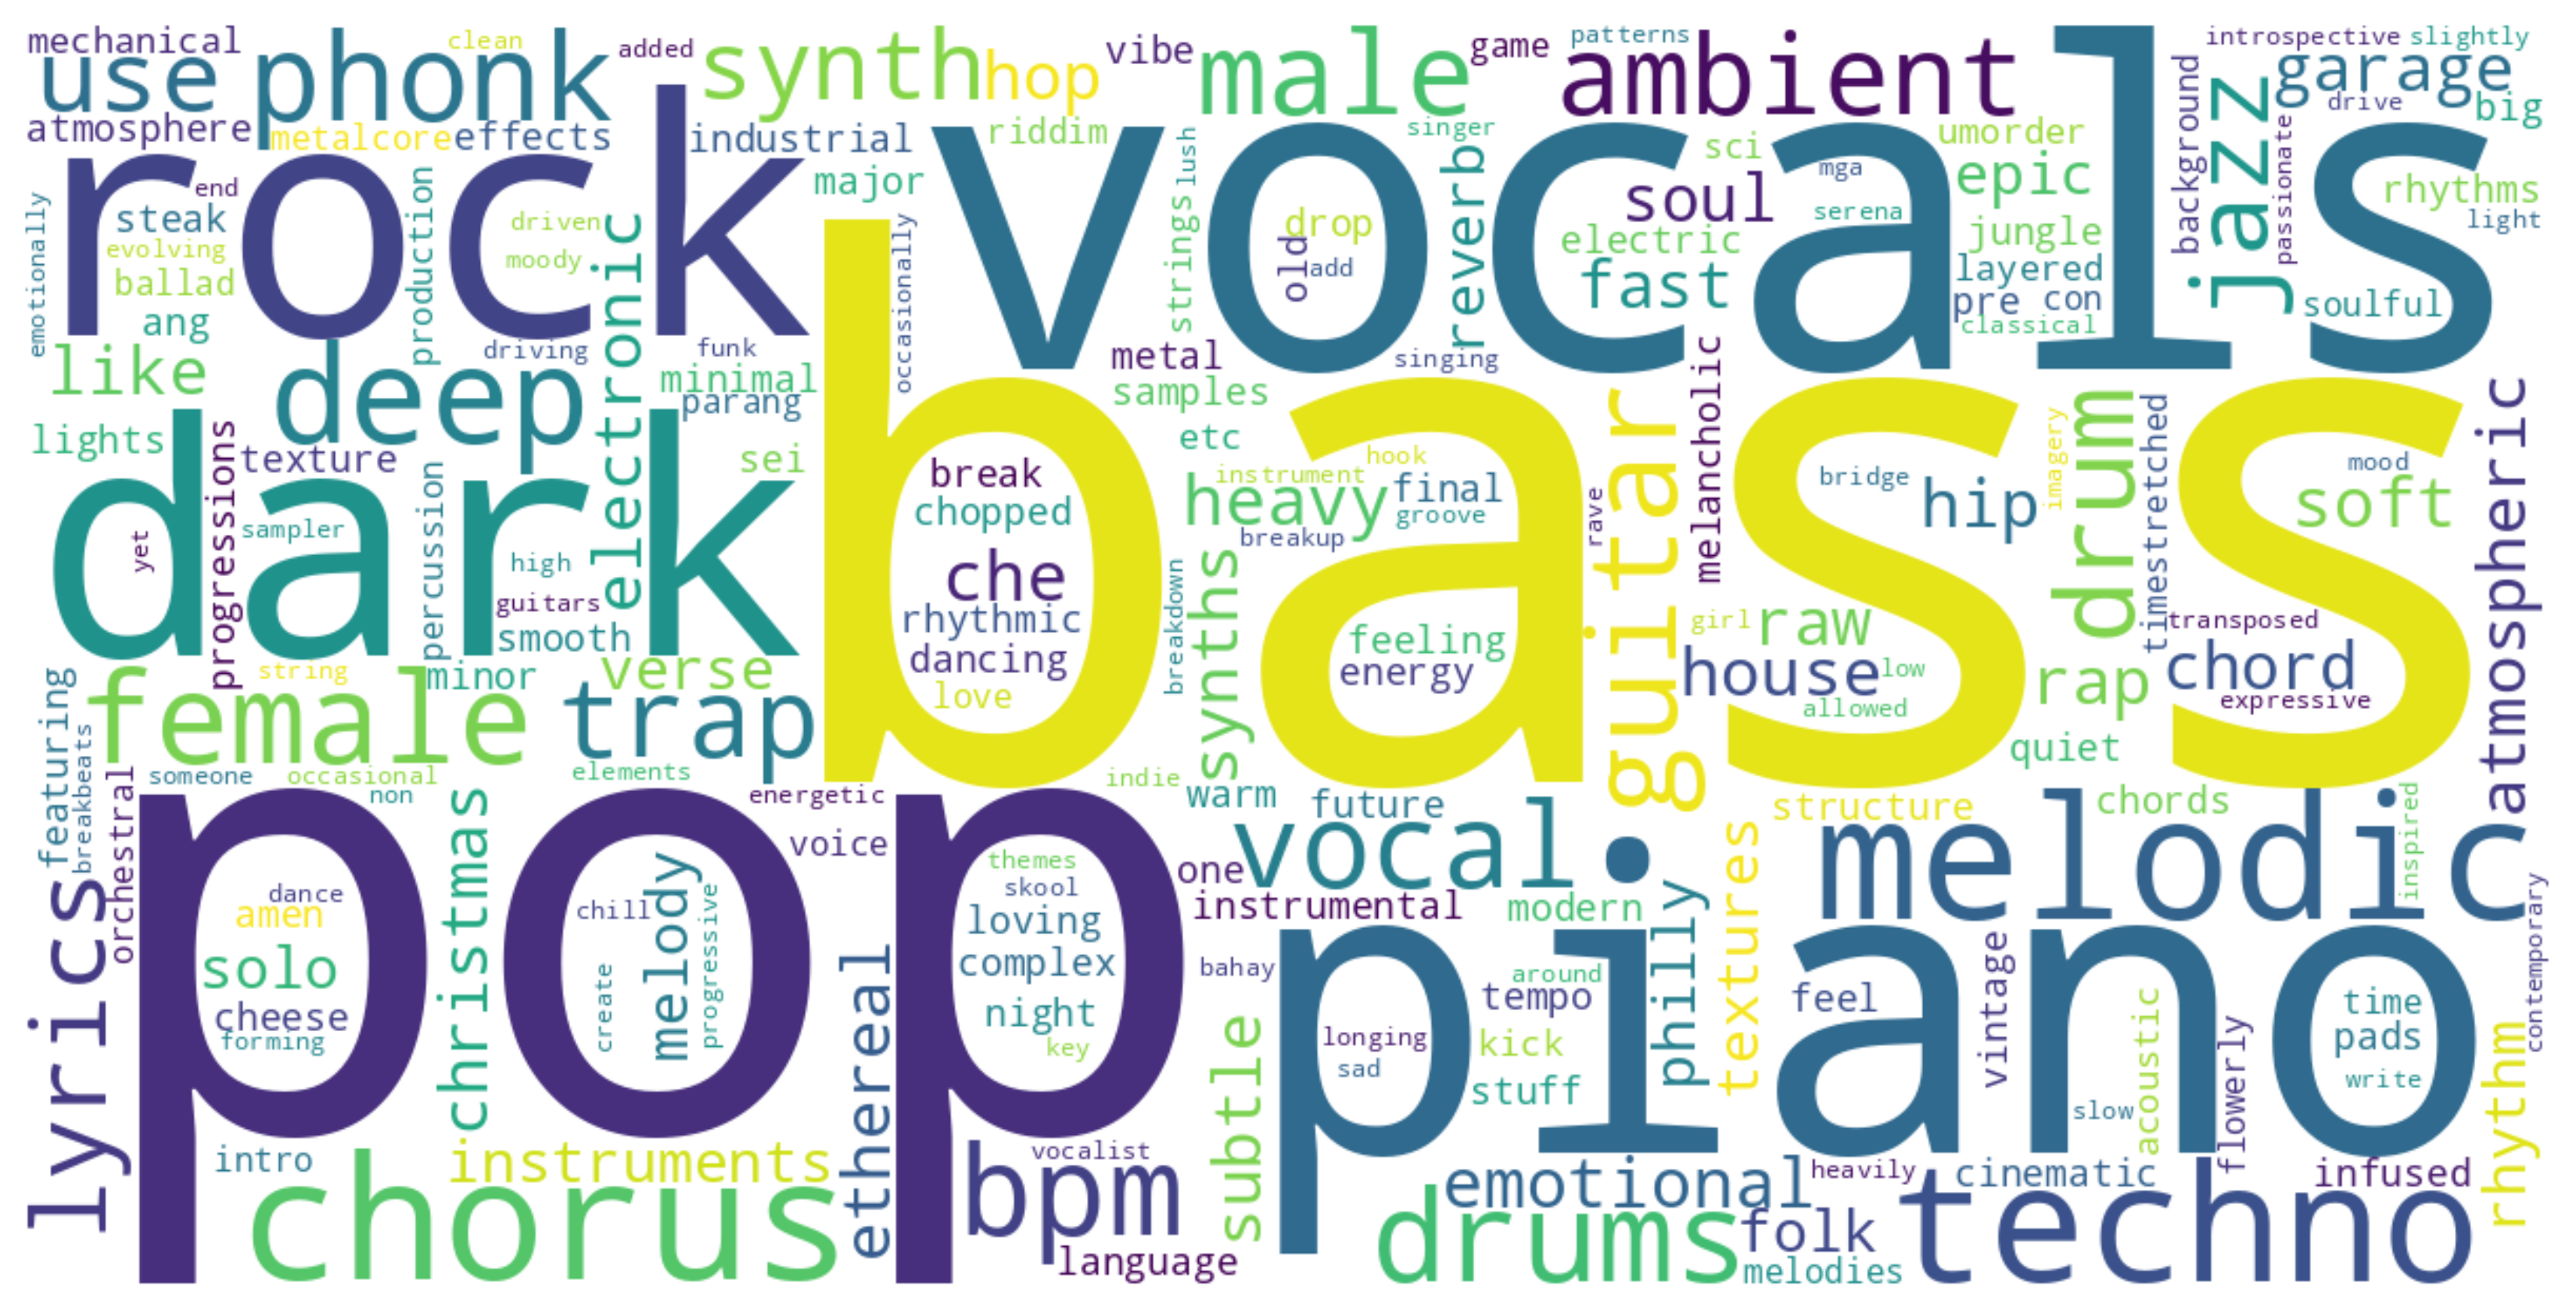 mechanical
use
phonk
clean
added
synth
hop
vibe
male
game
patterns
ambient
introspective
slightly
garage
drive
big
atmosphere
metalcore
effects
industrial
riddim
singer
sci
umorder
background
jazz
passionate
rock
vocals
end
steak
evolving
ballad
ang
emotionally
production
driven
moody
electronic
major
occasionally
strings
lush
drop
old
add
reverb
soul
mga
serena
epic
electric
fast
jungle
layered
pre con
classical
rhythms
light
soulful
like
deep
driving
funk
minimal
parang
metal
samples
singing
melancholic
lights
dark
progressions
texture
sampler
yet
percussion
high
guitars
smooth
sei
bass
break
chopped
che
rhythmic
dancing
love
etc
instrument
hook
heavy
final
groove
breakup
rave
guitar
feeling
energy
synths
breakdown
bridge
hip
imagery
drum
timestretched
mood
soft
atmospheric
girl
raw
house
low
allowed
rap
transposed
chord
expressive
quiet
featuring
breakbeats
string
female
minor
verse
trap
someone
occasional
non
elements
energetic
indie
warm
future
structure
chords
inspired
lyrics
orchestral
pop
dance
amen
solo
cheese
forming
christmas
chill
create
melody
progressive
voice
themes
skool
loving
complex
night
key
ethereal
one
vocal
instrumental
modern
melodic
textures
philly
contemporary
bahay
piano
around
tempo
kick
stuff
longing
sad
subtle
feel
vintage
slow
acoustic
flowerly
time
pads
write
rhythm
intro
instruments
chorus
bpm
vocalist
language
emotional
heavily
cinematic
infused
drums
folk
melodies
techno